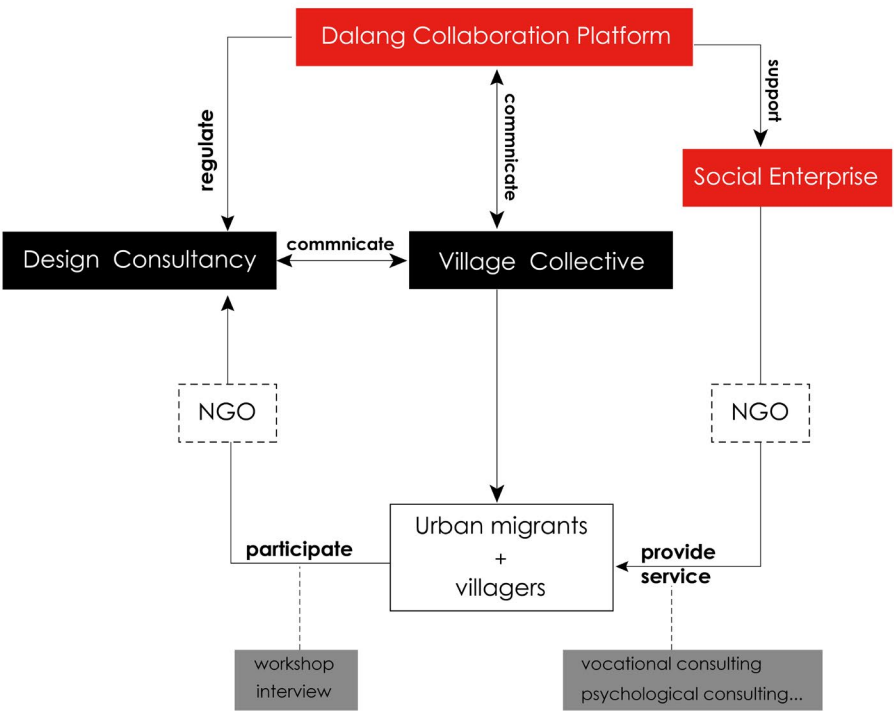 Dalang Collaboration Platform
regulate
commnicate
support
Social Enterprise
Design Consultancy
commnicate
Village Collective
NGO
NGO
Urban migrants
+
villagers
participate
provide
service
workshop
interview
vocational consulting
psychological consulting...